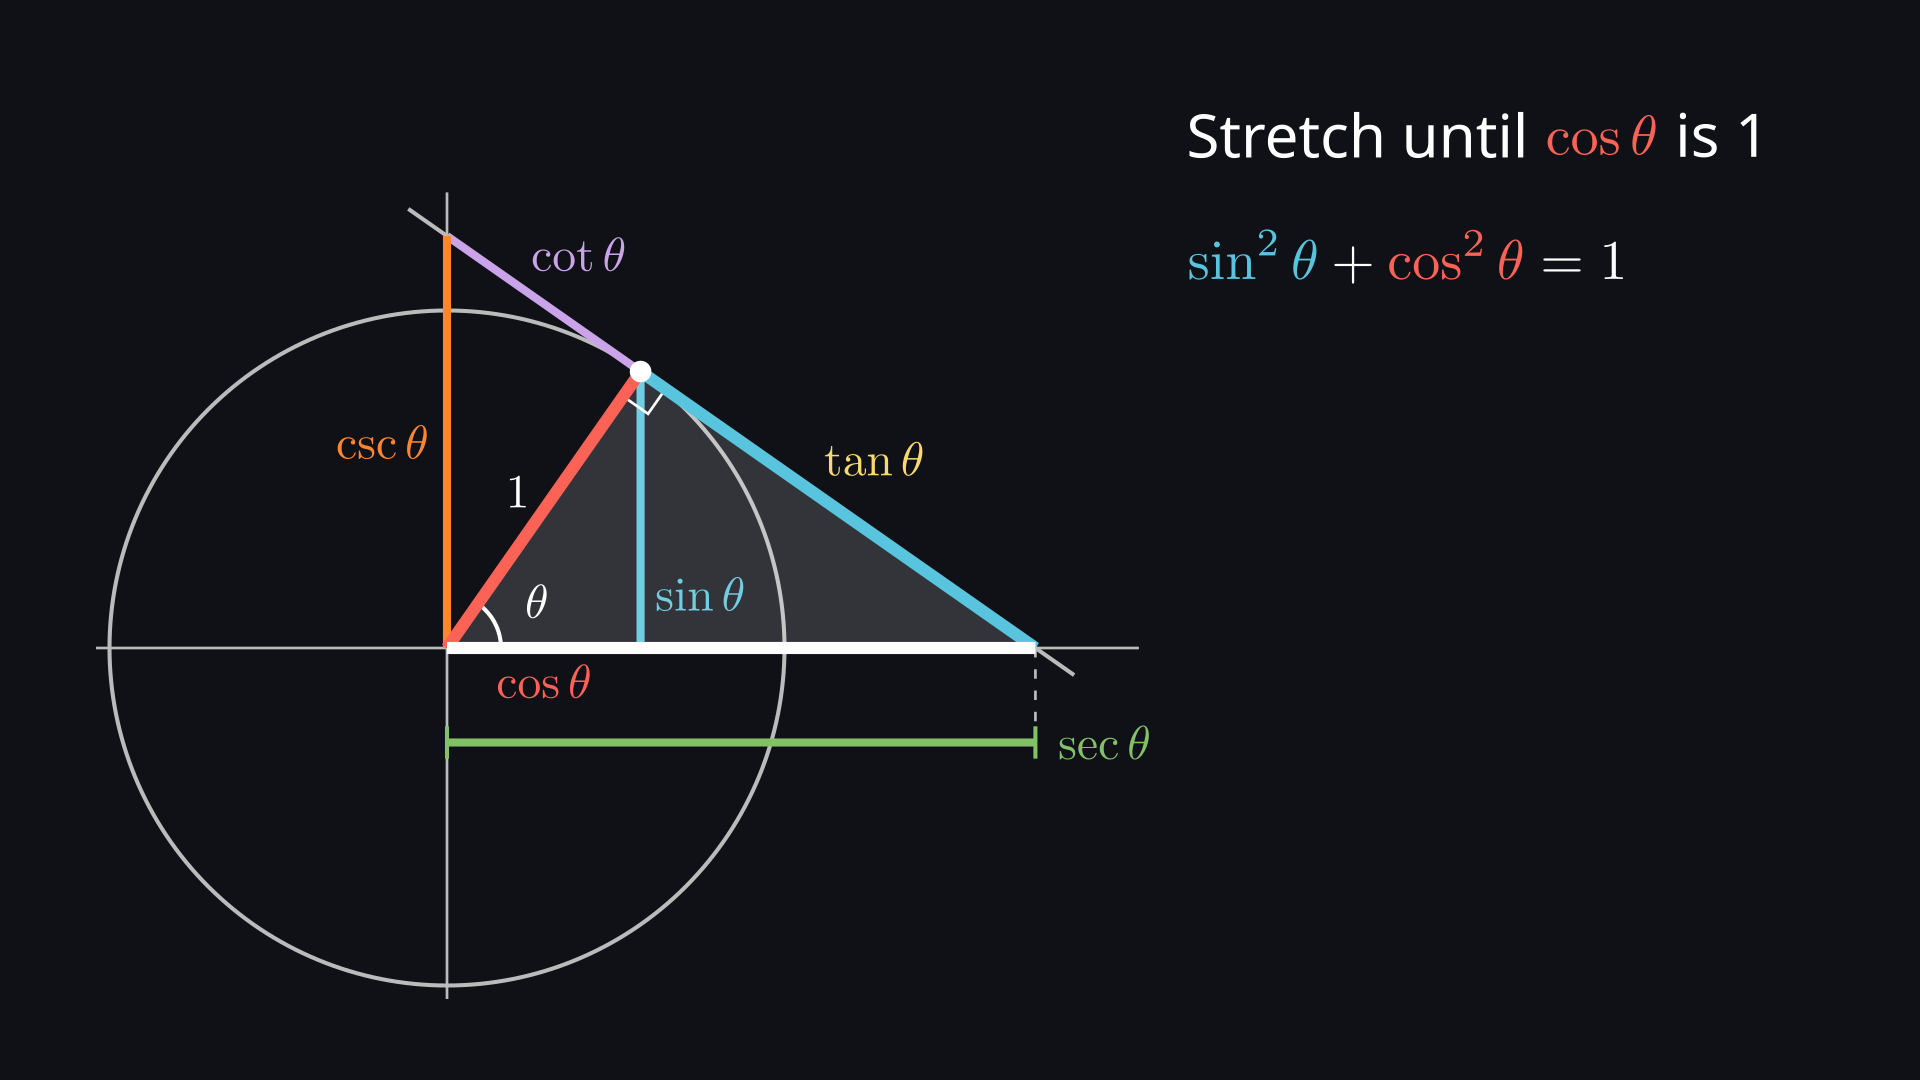 Stretch until cos θ is 1
sin² θ + cos² θ = 1
cot θ
csc θ
tan θ
1
θ
sin θ
cos θ
sec θ